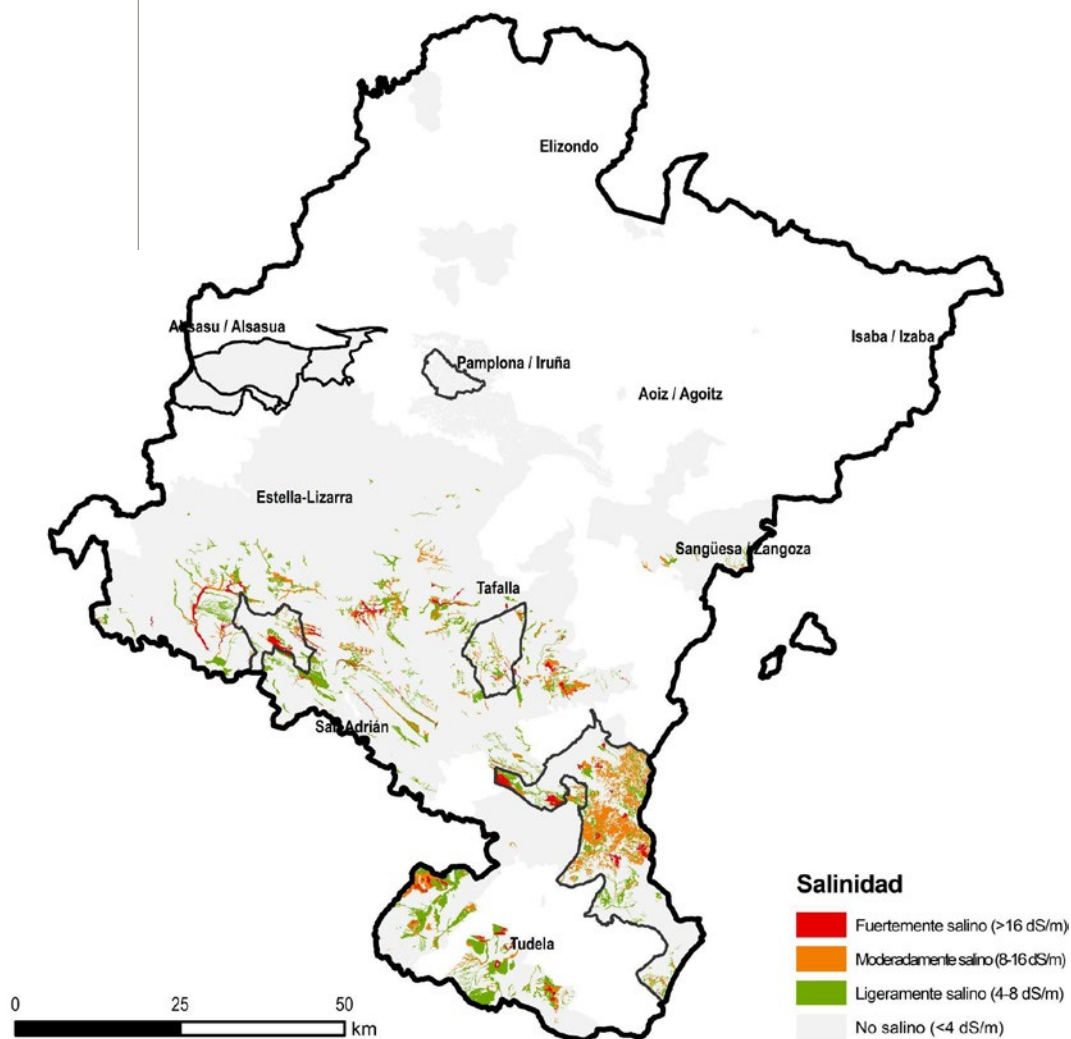 Elizondo
Altsasu / Alsasua
Isaba / Izaba
Pamplona / Iruña
Aoiz / Agoitz
Estella-Lizarra
Sangüesa / Zangoza
Tafalla
San Adrián
Tudela
Salinidad
Fuertemente salino (>16 dS/m)
Moderadamente salino (8-16 dS/m)
Ligeramente salino (4-8 dS/m)
No salino (<4 dS/m)
0 25 50
km